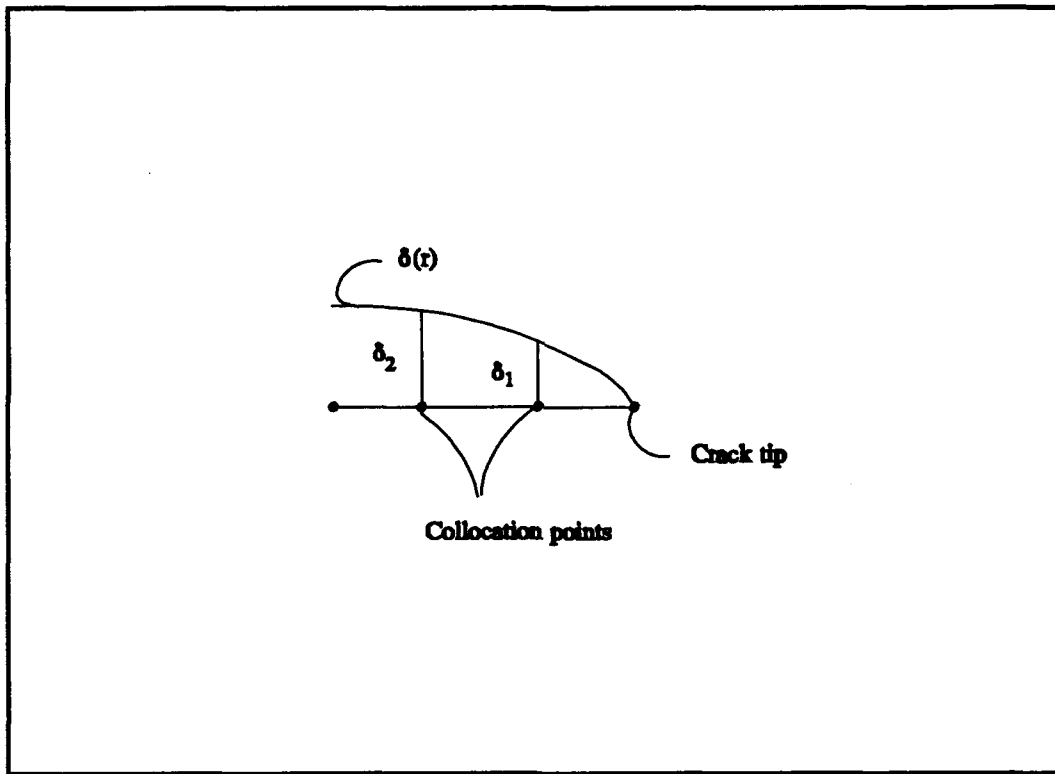 δ(r)
δ₂
δ₁
Crack tip
Collocation points